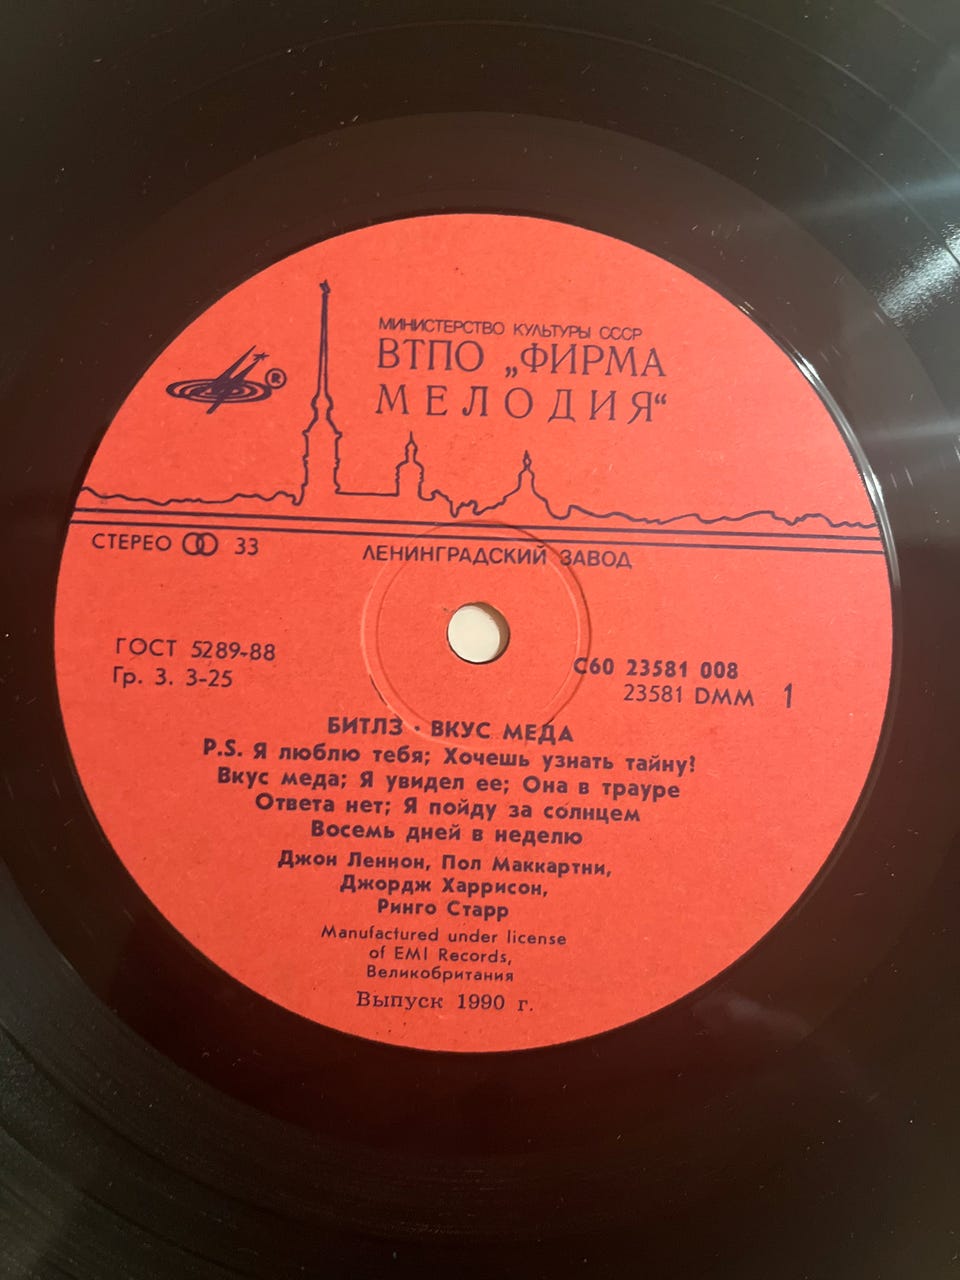 МИНИСТЕРСТВО КУЛЬТУРЫ СССР
ВТПО „ФИРМА
МЕЛОДИЯ“
®
СТЕРЕО 33
ЛЕНИНГРАДСКИЙ ЗАВОД
ГОСТ 5289-88
Гр. 3. 3-25
С60 23581 008
23581 DMM 1
БИТЛЗ · ВКУС МЕДА
P.S. Я люблю тебя; Хочешь узнать тайну?
Вкус меда; Я увидел ее; Она в трауре
Ответа нет; Я пойду за солнцем
Восемь дней в неделю
Джон Леннон, Пол Маккартни,
Джордж Харрисон,
Ринго Старр
Manufactured under license
of EMI Records,
Великобритания
Выпуск 1990 г.